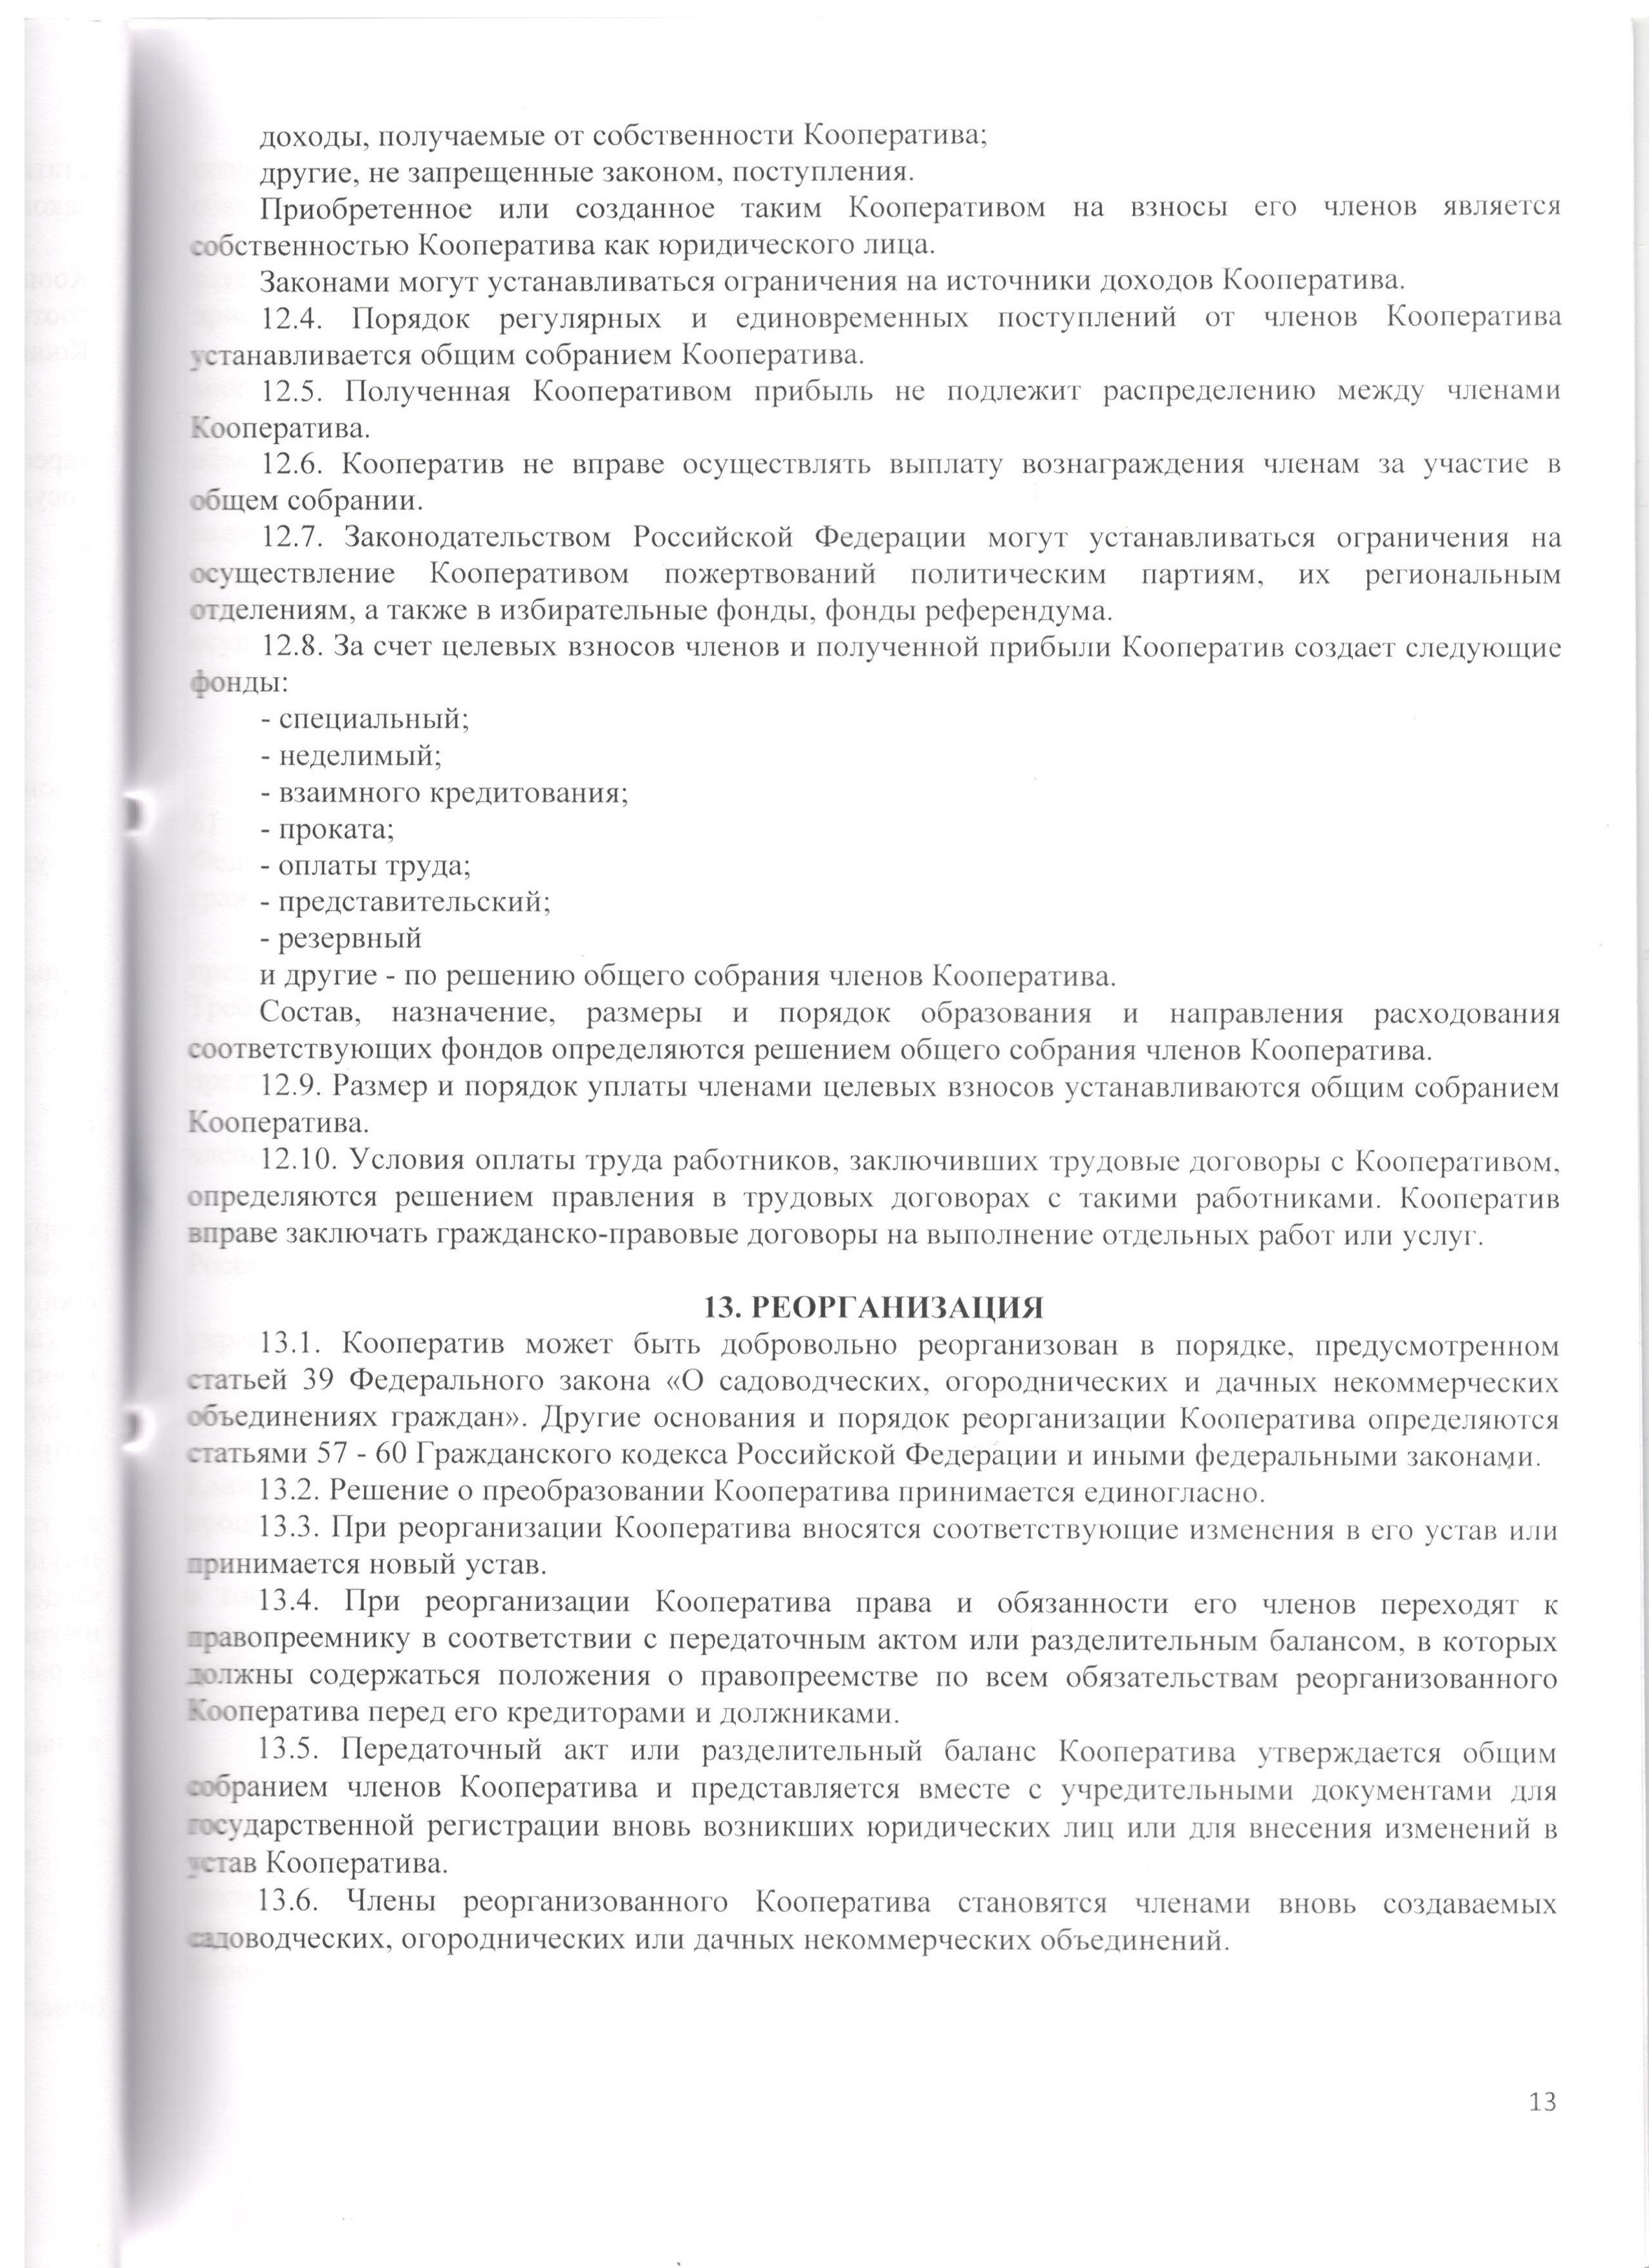 доходы, получаемые от собственности Кооператива;
другие, не запрещенные законом, поступления.
Приобретенное или созданное таким Кооперативом на взносы его членов является
собственностью Кооператива как юридического лица.
Законами могут устанавливаться ограничения на источники доходов Кооператива.
12.4. Порядок регулярных и единовременных поступлений от членов Кооператива
устанавливается общим собранием Кооператива.
12.5. Полученная Кооперативом прибыль не подлежит распределению между членами
Кооператива.
12.6. Кооператив не вправе осуществлять выплату вознаграждения членам за участие в
общем собрании.
12.7. Законодательством Российской Федерации могут устанавливаться ограничения на
осуществление Кооперативом пожертвований политическим партиям, их региональным
отделениям, а также в избирательные фонды, фонды референдума.
12.8. За счет целевых взносов членов и полученной прибыли Кооператив создает следующие
фонды:
- специальный;
- неделимый;
- взаимного кредитования;
- проката;
- оплаты труда;
- представительский;
- резервный
и другие - по решению общего собрания членов Кооператива.
Состав, назначение, размеры и порядок образования и направления расходования
соответствующих фондов определяются решением общего собрания членов Кооператива.
12.9. Размер и порядок уплаты членами целевых взносов устанавливаются общим собранием
Кооператива.
12.10. Условия оплаты труда работников, заключивших трудовые договоры с Кооперативом,
определяются решением правления в трудовых договорах с такими работниками. Кооператив
вправе заключать гражданско-правовые договоры на выполнение отдельных работ или услуг.
13. РЕОРГАНИЗАЦИЯ
13.1. Кооператив может быть добровольно реорганизован в порядке, предусмотренном
статьей 39 Федерального закона «О садоводческих, огороднических и дачных некоммерческих
объединениях граждан». Другие основания и порядок реорганизации Кооператива определяются
статьями 57 - 60 Гражданского кодекса Российской Федерации и иными федеральными законами.
13.2. Решение о преобразовании Кооператива принимается единогласно.
13.3. При реорганизации Кооператива вносятся соответствующие изменения в его устав или
принимается новый устав.
13.4. При реорганизации Кооператива права и обязанности его членов переходят к
правопреемнику в соответствии с передаточным актом или разделительным балансом, в которых
должны содержаться положения о правопреемстве по всем обязательствам реорганизованного
Кооператива перед его кредиторами и должниками.
13.5. Передаточный акт или разделительный баланс Кооператива утверждается общим
собранием членов Кооператива и представляется вместе с учредительными документами для
государственной регистрации вновь возникших юридических лиц или для внесения изменений в
устав Кооператива.
13.6. Члены реорганизованного Кооператива становятся членами вновь создаваемых
садоводческих, огороднических или дачных некоммерческих объединений.
13